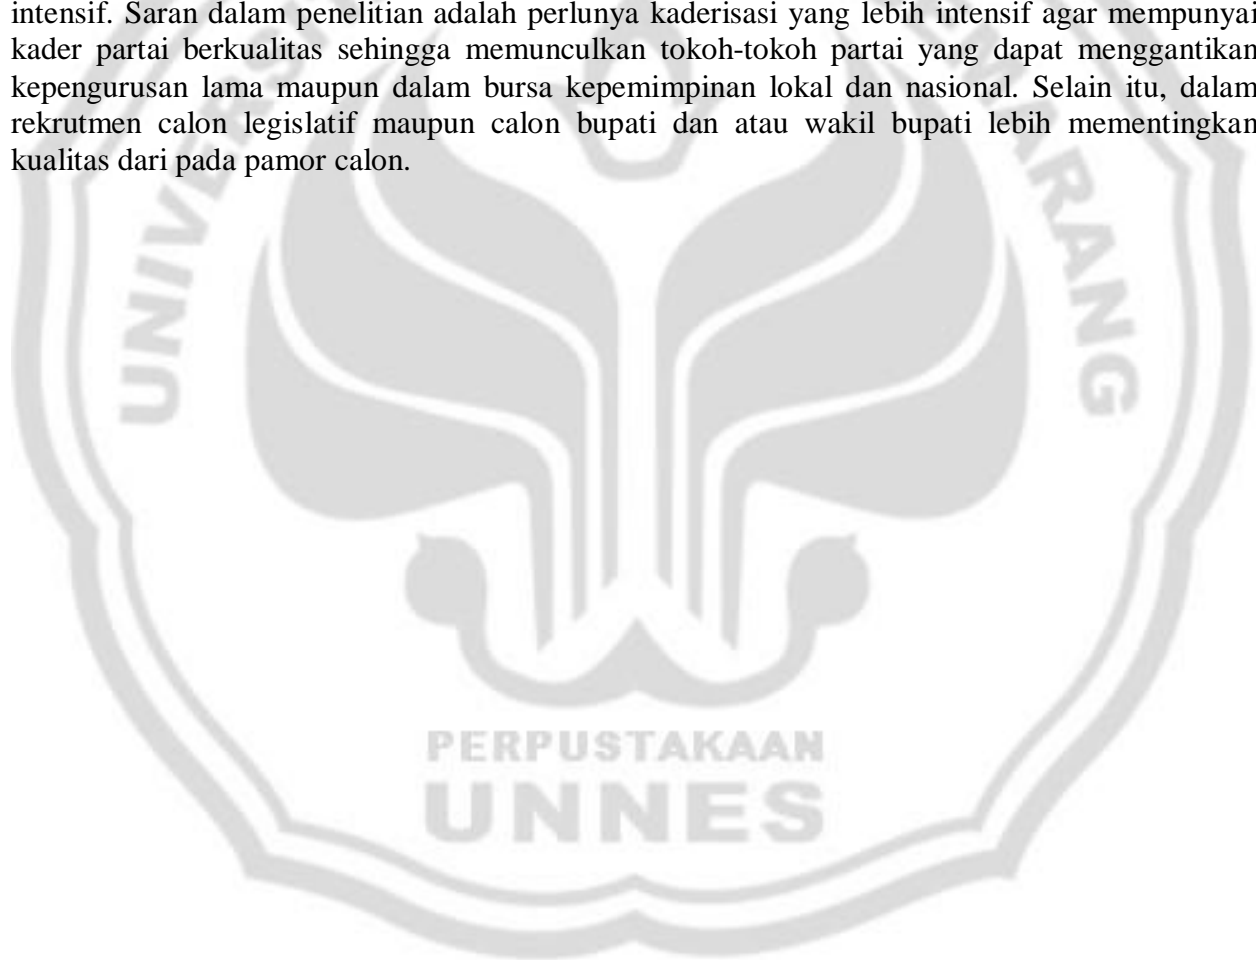 intensif. Saran dalam penelitian adalah perlunya kaderisasi yang lebih intensif agar mempunyai
kader partai berkualitas sehingga memunculkan tokoh-tokoh partai yang dapat menggantikan
kepengurusan lama maupun dalam bursa kepemimpinan lokal dan nasional. Selain itu, dalam
rekrutmen calon legislatif maupun calon bupati dan atau wakil bupati lebih mementingkan
kualitas dari pada pamor calon.
PERPUSTAKAAN
UNNES